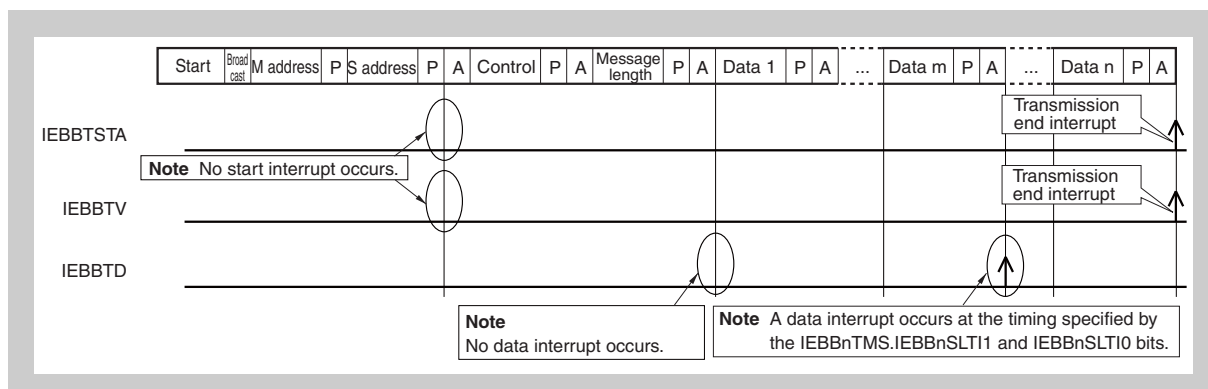 Start Broad cast M address P S address P A Control P A Message length P A Data 1 P A ... Data m P A ... Data n P A
IEBBTSTA
Transmission
end interrupt
Note No start interrupt occurs.
IEBBTV
Transmission
end interrupt
IEBBTD
Note
No data interrupt occurs.
Note A data interrupt occurs at the timing specified by
the IEBBnTMS.IEBBnSLTI1 and IEBBnSLTI0 bits.